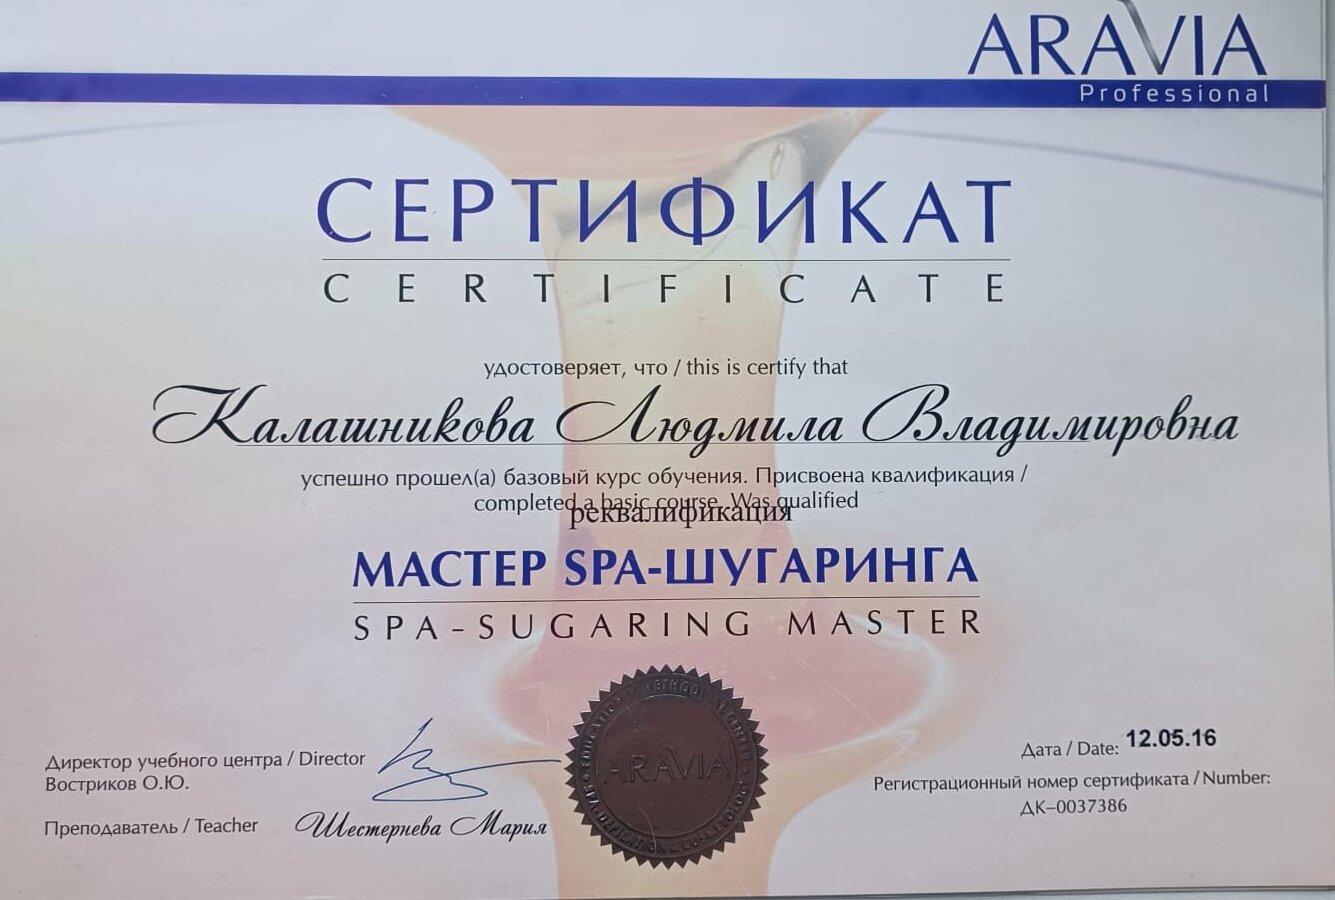 ARAVIA
Professional
СЕРТИФИКАТ
CERTIFICATE
удостоверяет, что / this is certify that
Калашникова Людмила Владимировна
успешно прошел(а) базовый курс обучения. Присвоена квалификация /
completed a basic course. Was qualified
реквалификация
МАСТЕР SPA-ШУГАРИНГА
SPA-SUGARING MASTER
Директор учебного центра / Director
Востриков О.Ю.
Преподаватель / Teacher Шестернева Мария
ARAVIA
Дата / Date: 12.05.16
Регистрационный номер сертификата / Number:
ДК–0037386